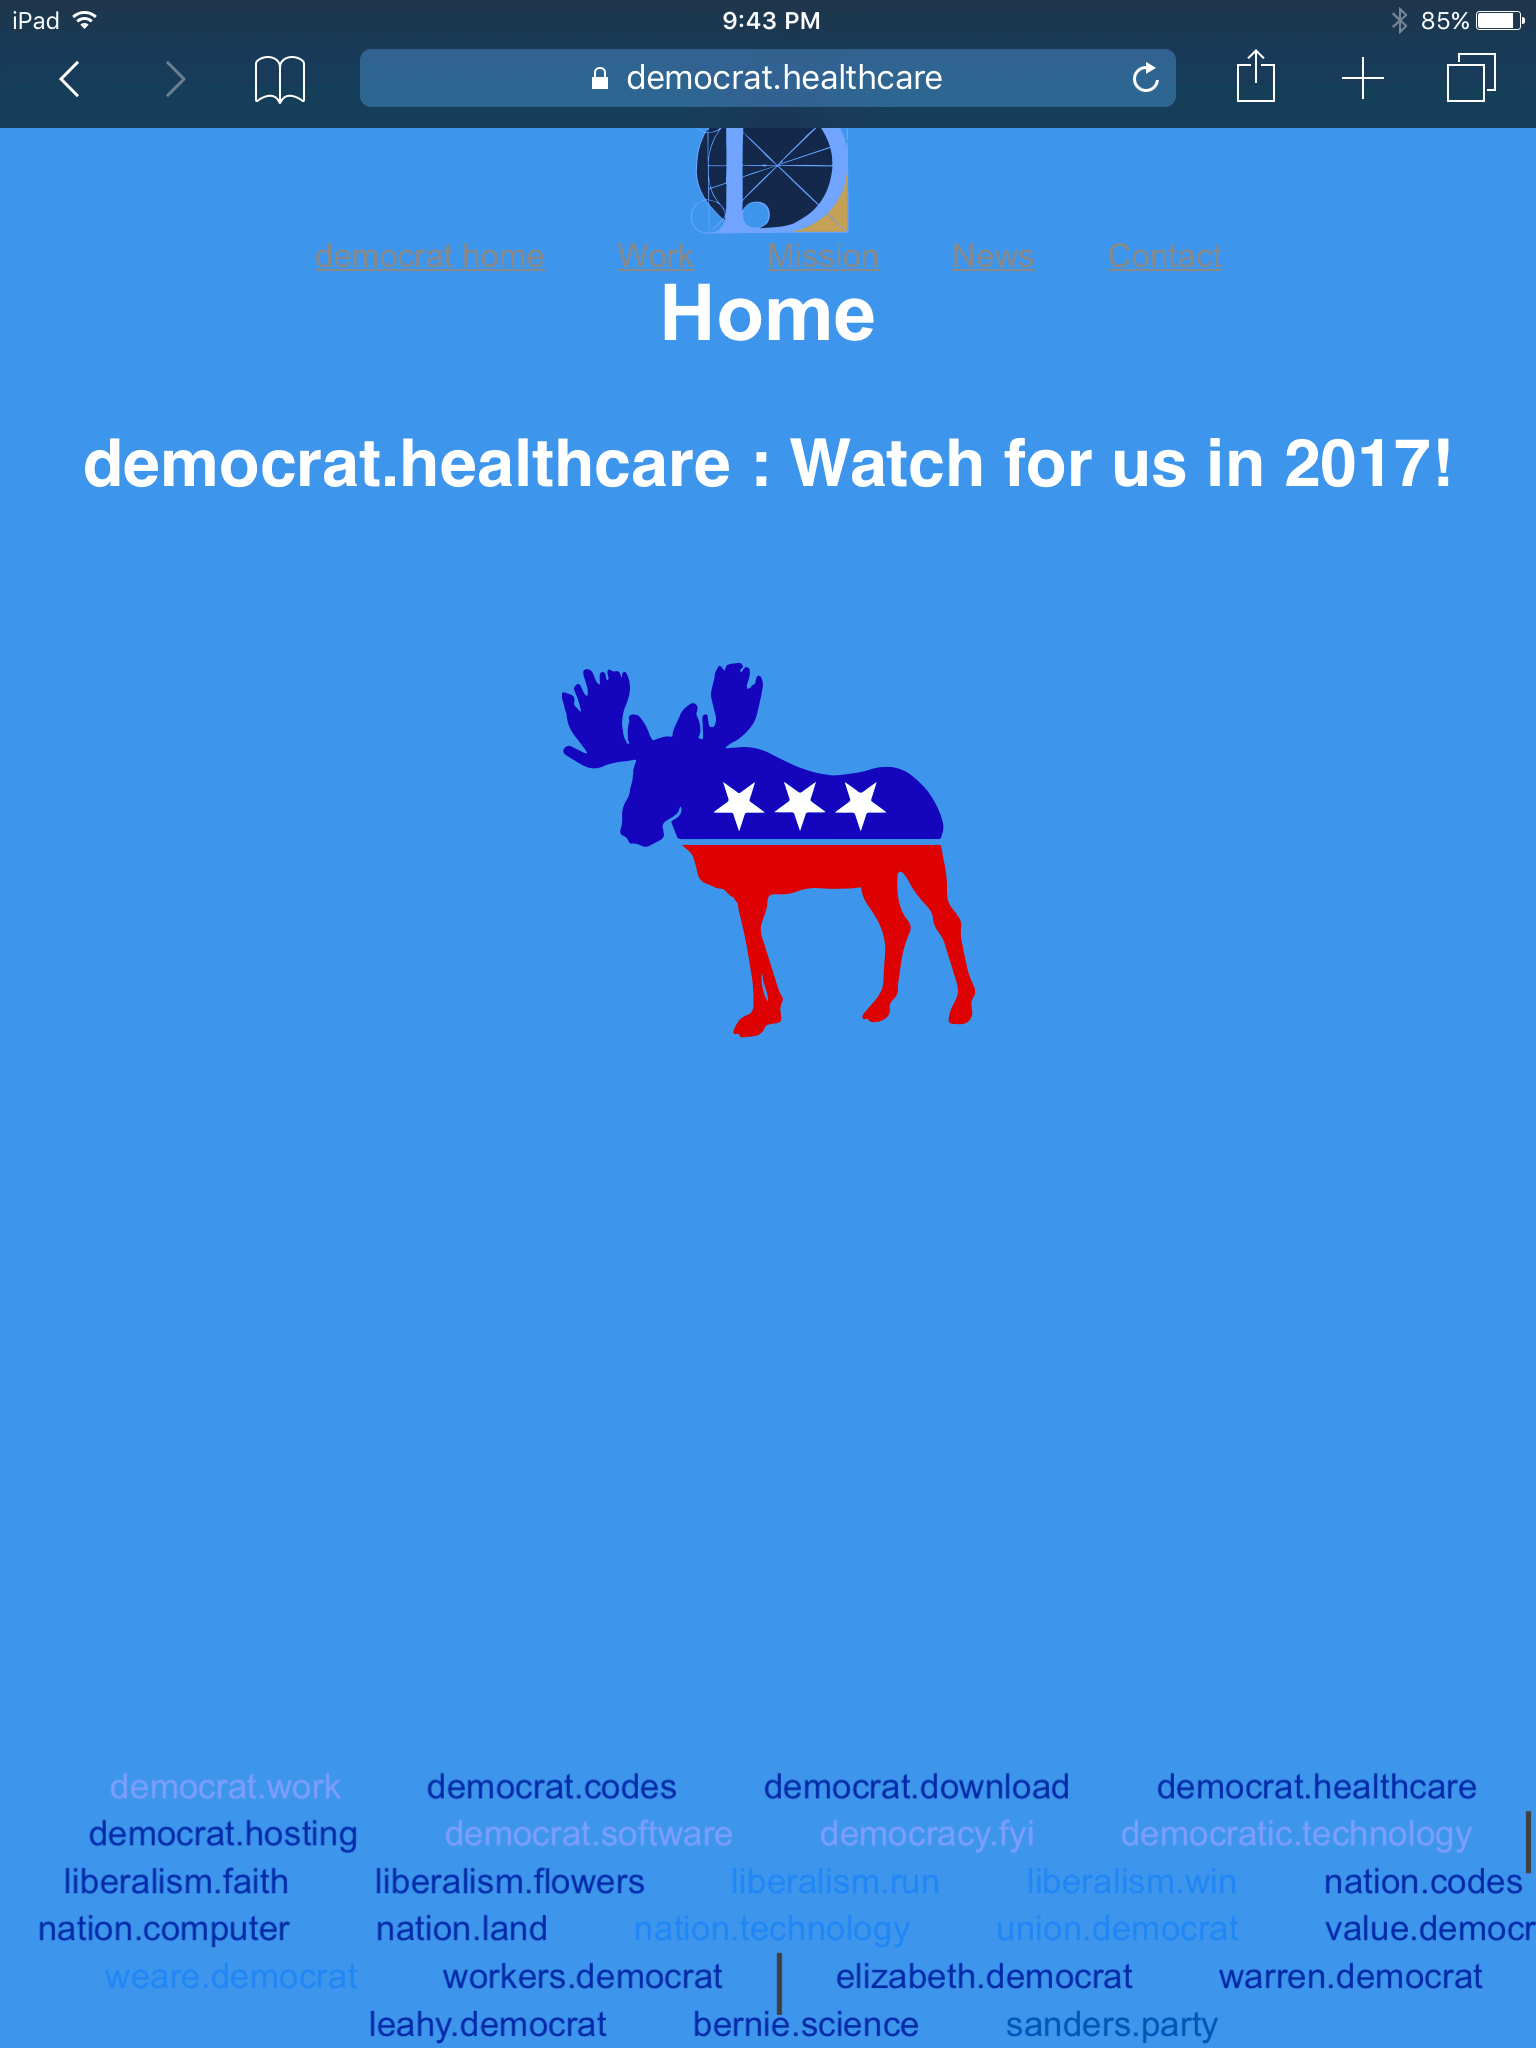 iPad 9:43 PM 85%
democrat.healthcare
democrat home Work Mission News Contact
Home
democrat.healthcare : Watch for us in 2017!
democrat.work democrat.codes democrat.download democrat.healthcare
democrat.hosting democrat.software democracy.fyi democratic.technology
liberalism.faith liberalism.flowers liberalism.run liberalism.win nation.codes
nation.computer nation.land nation.technology union.democrat value.democr
weare.democrat workers.democrat elizabeth.democrat warren.democrat
leahy.democrat bernie.science sanders.party